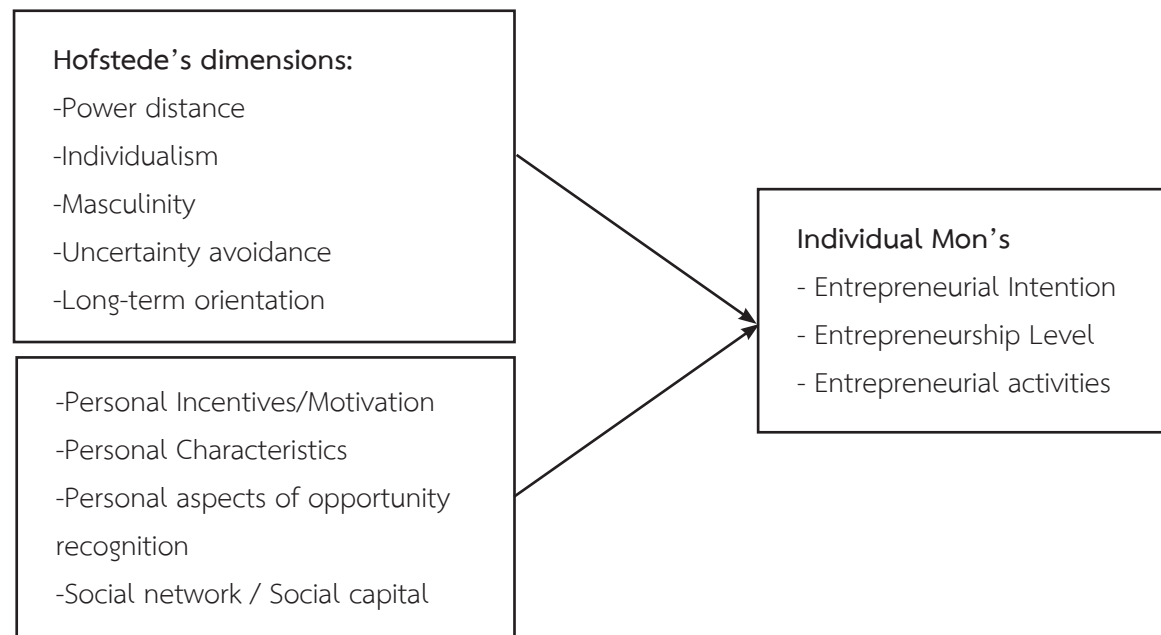 Hofstede’s dimensions:
-Power distance
-Individualism
-Masculinity
-Uncertainty avoidance
-Long-term orientation
-Personal Incentives/Motivation
-Personal Characteristics
-Personal aspects of opportunity
recognition
-Social network / Social capital
Individual Mon’s
- Entrepreneurial Intention
- Entrepreneurship Level
- Entrepreneurial activities